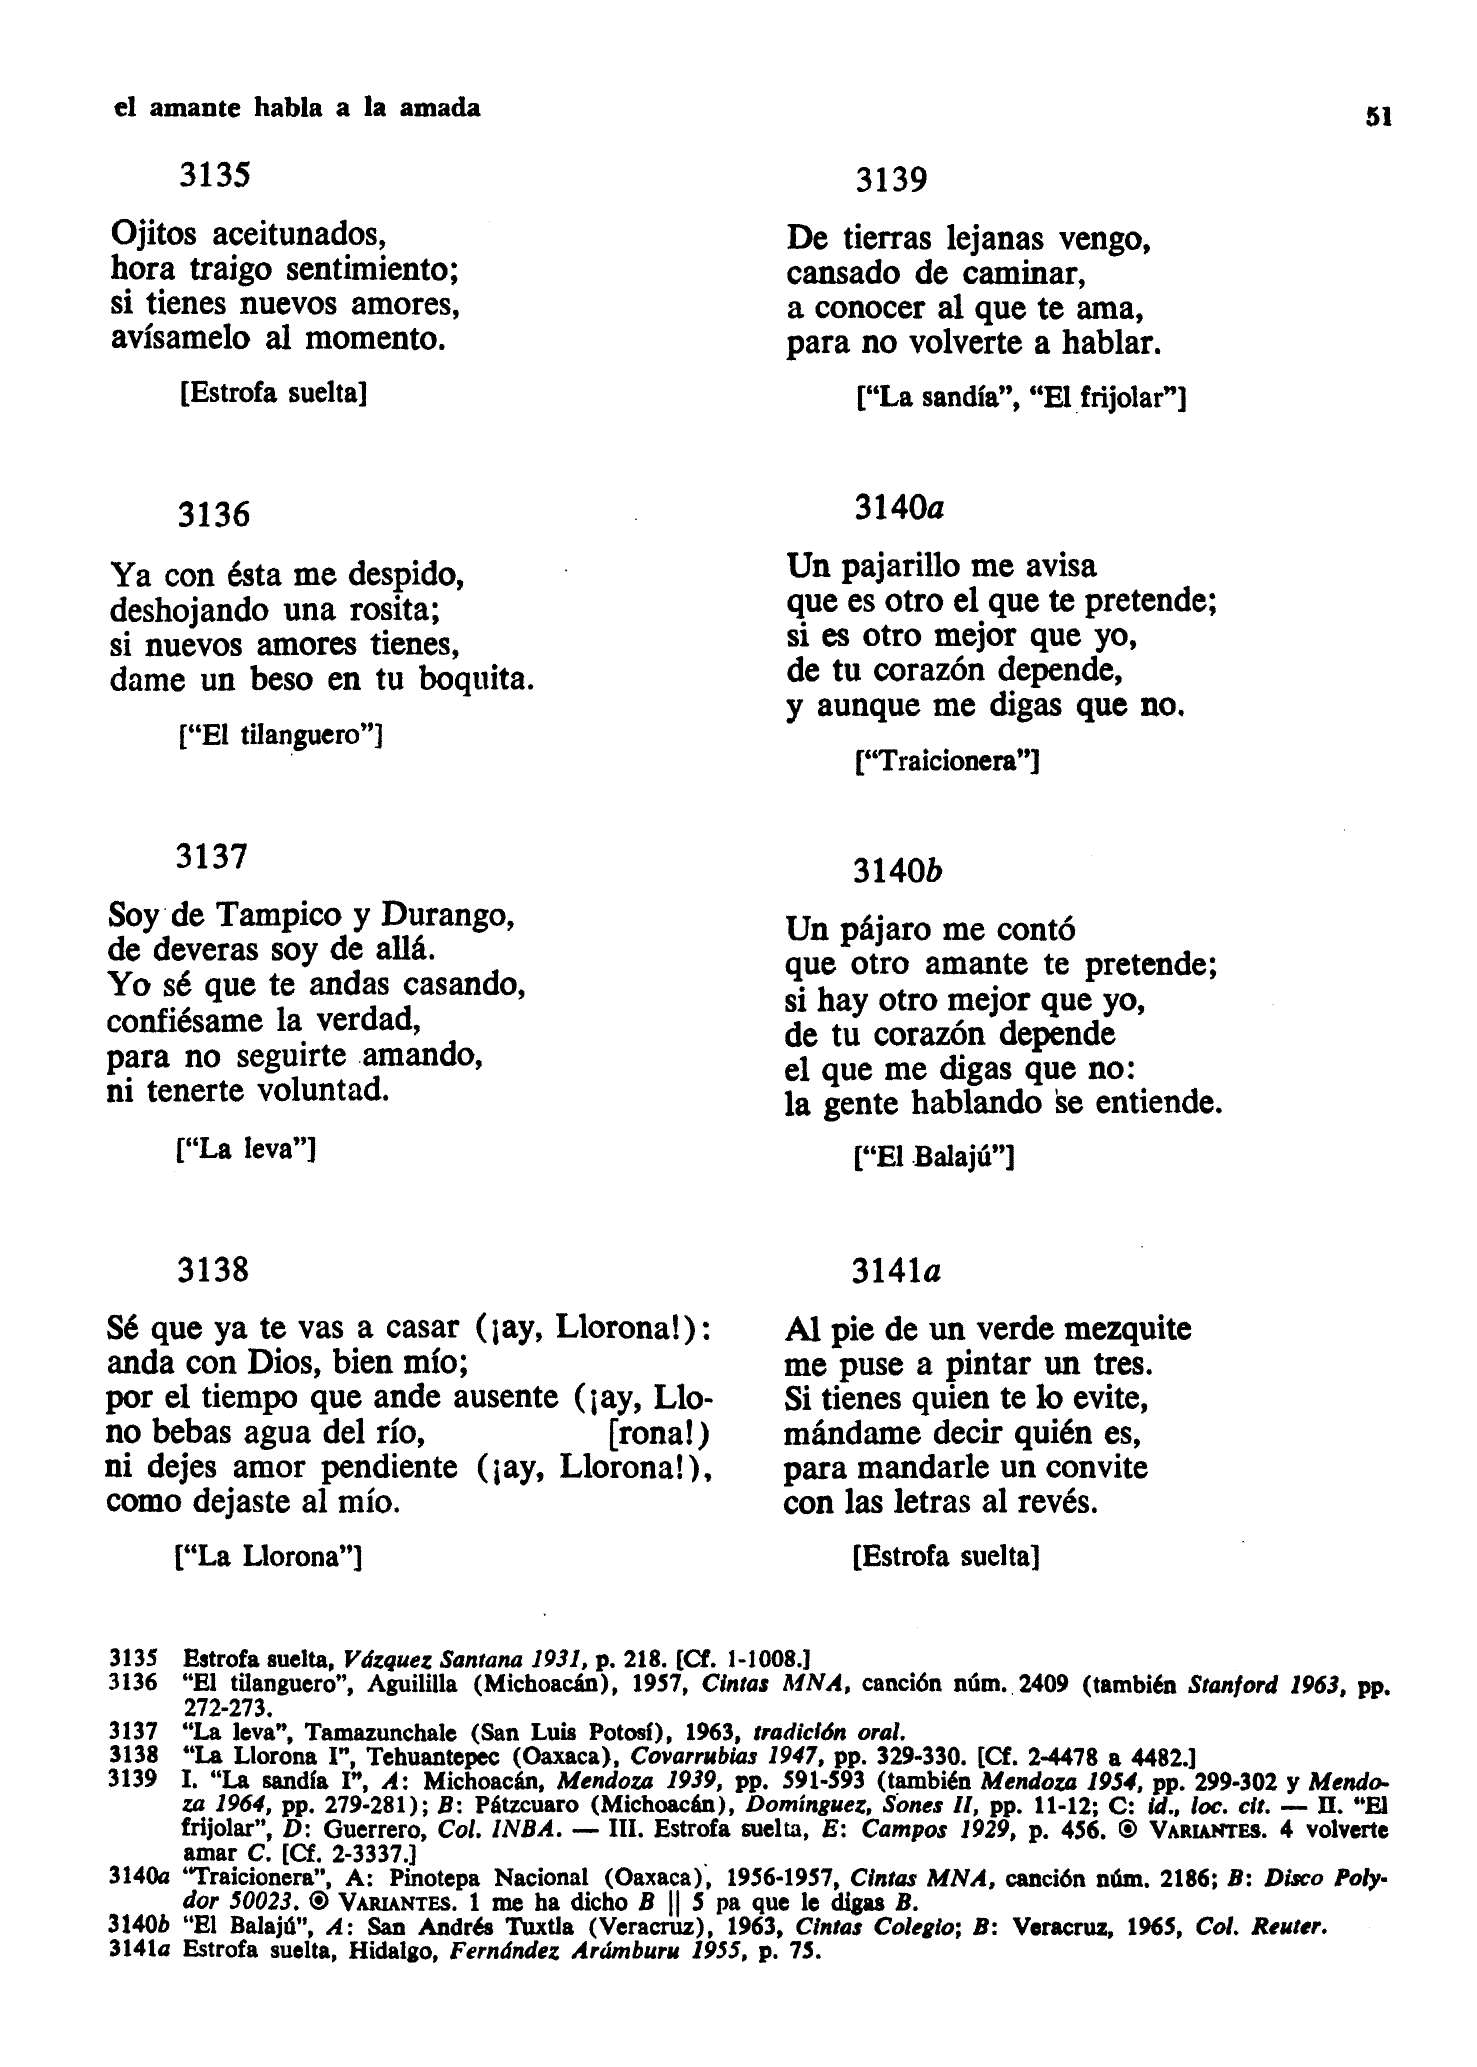 el amante habla a la amada
51
3135
Ojitos aceitunados,
hora traigo sentimiento;
si tienes nuevos amores,
avísamelo al momento.
[Estrofa suelta]
3136
Ya con ésta me despido,
deshojando una rosita;
si nuevos amores tienes,
dame un beso en tu boquita.
["El tilanguero"]
3137
Soy de Tampico y Durango,
de deveras soy de allá.
Yo sé que te andas casando,
confiésame la verdad,
para no seguirte amando,
ni tenerte voluntad.
["La leva"]
3138
Sé que ya te vas a casar (¡ay, Llorona!):
anda con Dios, bien mío;
por el tiempo que ande ausente (¡ay, Llo-
no bebas agua del río, [rona!)
ni dejes amor pendiente (¡ay, Llorona!),
como dejaste al mío.
["La Llorona"]
3139
De tierras lejanas vengo,
cansado de caminar,
a conocer al que te ama,
para no volverte a hablar.
["La sandía", "El frijolar"]
3140a
Un pajarillo me avisa
que es otro el que te pretende;
si es otro mejor que yo,
de tu corazón depende,
y aunque me digas que no.
["Traicionera"]
3140b
Un pájaro me contó
que otro amante te pretende;
si hay otro mejor que yo,
de tu corazón depende
el que me digas que no:
la gente hablando se entiende.
["El Balajú"]
3141a
Al pie de un verde mezquite
me puse a pintar un tres.
Si tienes quien te lo evite,
mándame decir quién es,
para mandarle un convite
con las letras al revés.
[Estrofa suelta]
3135 Estrofa suelta, Vázquez Santana 1931, p. 218. [Cf. 1-1008.]
3136 "El tilanguero", Aguililla (Michoacán), 1957, Cintas MNA, canción núm. 2409 (también Stanford 1963, pp.
272-273.
3137 "La leva", Tamazunchale (San Luis Potosí), 1963, tradición oral.
3138 "La Llorona I", Tehuantepec (Oaxaca), Covarrubias 1947, pp. 329-330. [Cf. 2-4478 a 4482.]
3139 I. "La sandía I", A: Michoacán, Mendoza 1939, pp. 591-593 (también Mendoza 1954, pp. 299-302 y Mendo-
za 1964, pp. 279-281); B: Pátzcuaro (Michoacán), Domínguez, Sones II, pp. 11-12; C: id., loc. cit. — II. "El
frijolar", D: Guerrero, Col. INBA. — III. Estrofa suelta, E: Campos 1929, p. 456. ® VARIANTES. 4 volverte
amar C. [Cf. 2-3337.]
3140a "Traicionera", A: Pinotepa Nacional (Oaxaca), 1956-1957, Cintas MNA, canción núm. 2186; B: Disco Poly-
dor 50023. ® VARIANTES. 1 me ha dicho B || 5 pa que le digas B.
3140b "El Balajú", A: San Andrés Tuxtla (Veracruz), 1963, Cintas Colegio; B: Veracruz, 1965, Col. Reuter.
3141a Estrofa suelta, Hidalgo, Fernández Arámburu 1955, p. 75.